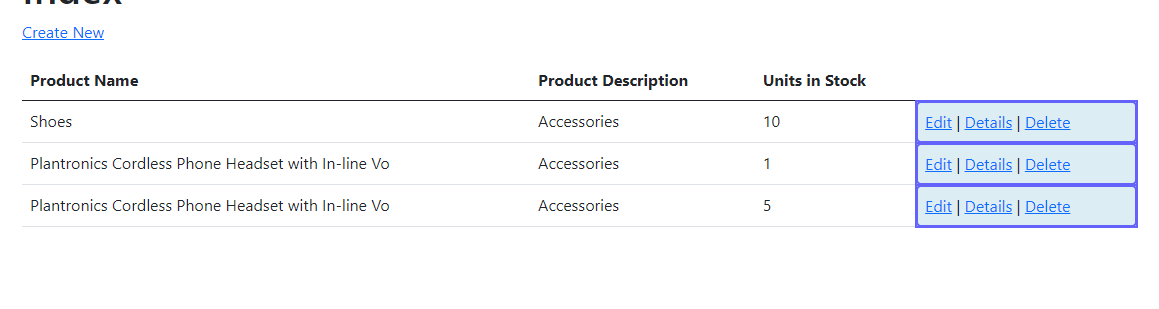 Index
Create New
Product Name Product Description Units in Stock
Shoes Accessories 10 Edit | Details | Delete
Plantronics Cordless Phone Headset with In-line Vo Accessories 1 Edit | Details | Delete
Plantronics Cordless Phone Headset with In-line Vo Accessories 5 Edit | Details | Delete